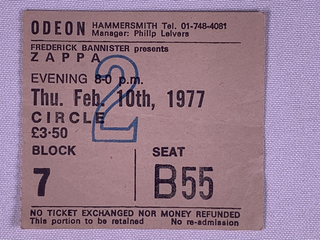 ODEON HAMMERSMITH Tel. 01-748-4081
Manager: Philip Leivers
FREDERICK BANNISTER presents
ZAPPA
EVENING 8-0 p.m.
Thu. Feb. 10th, 1977
CIRCLE
£3·50
2
BLOCK SEAT
7 B55
NO TICKET EXCHANGED NOR MONEY REFUNDED
This portion to be retained No re-admission